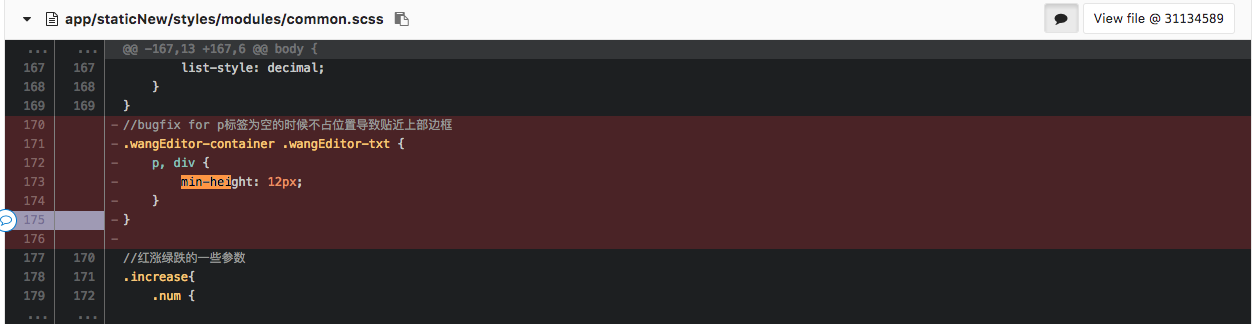 app/staticNew/styles/modules/common.scss View file @ 31134589
... ... @@ -167,13 +167,6 @@ body {
167 167 list-style: decimal;
168 168 }
169 169 }
170 - //bugfix for p标签为空的时候不占位置导致贴近上部边框
171 - .wangEditor-container .wangEditor-txt {
172 - p, div {
173 - min-height: 12px;
174 - }
175 - }
176 -
177 170 //红涨绿跌的一些参数
178 171 .increase{
179 172 .num {
... ...